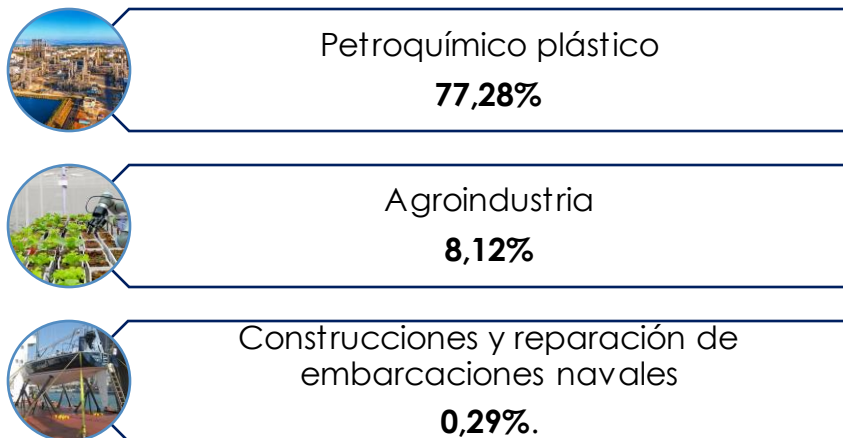 Petroquímico plástico
77,28%
Agroindustria
8,12%
Construcciones y reparación de
embarcaciones navales
0,29%.